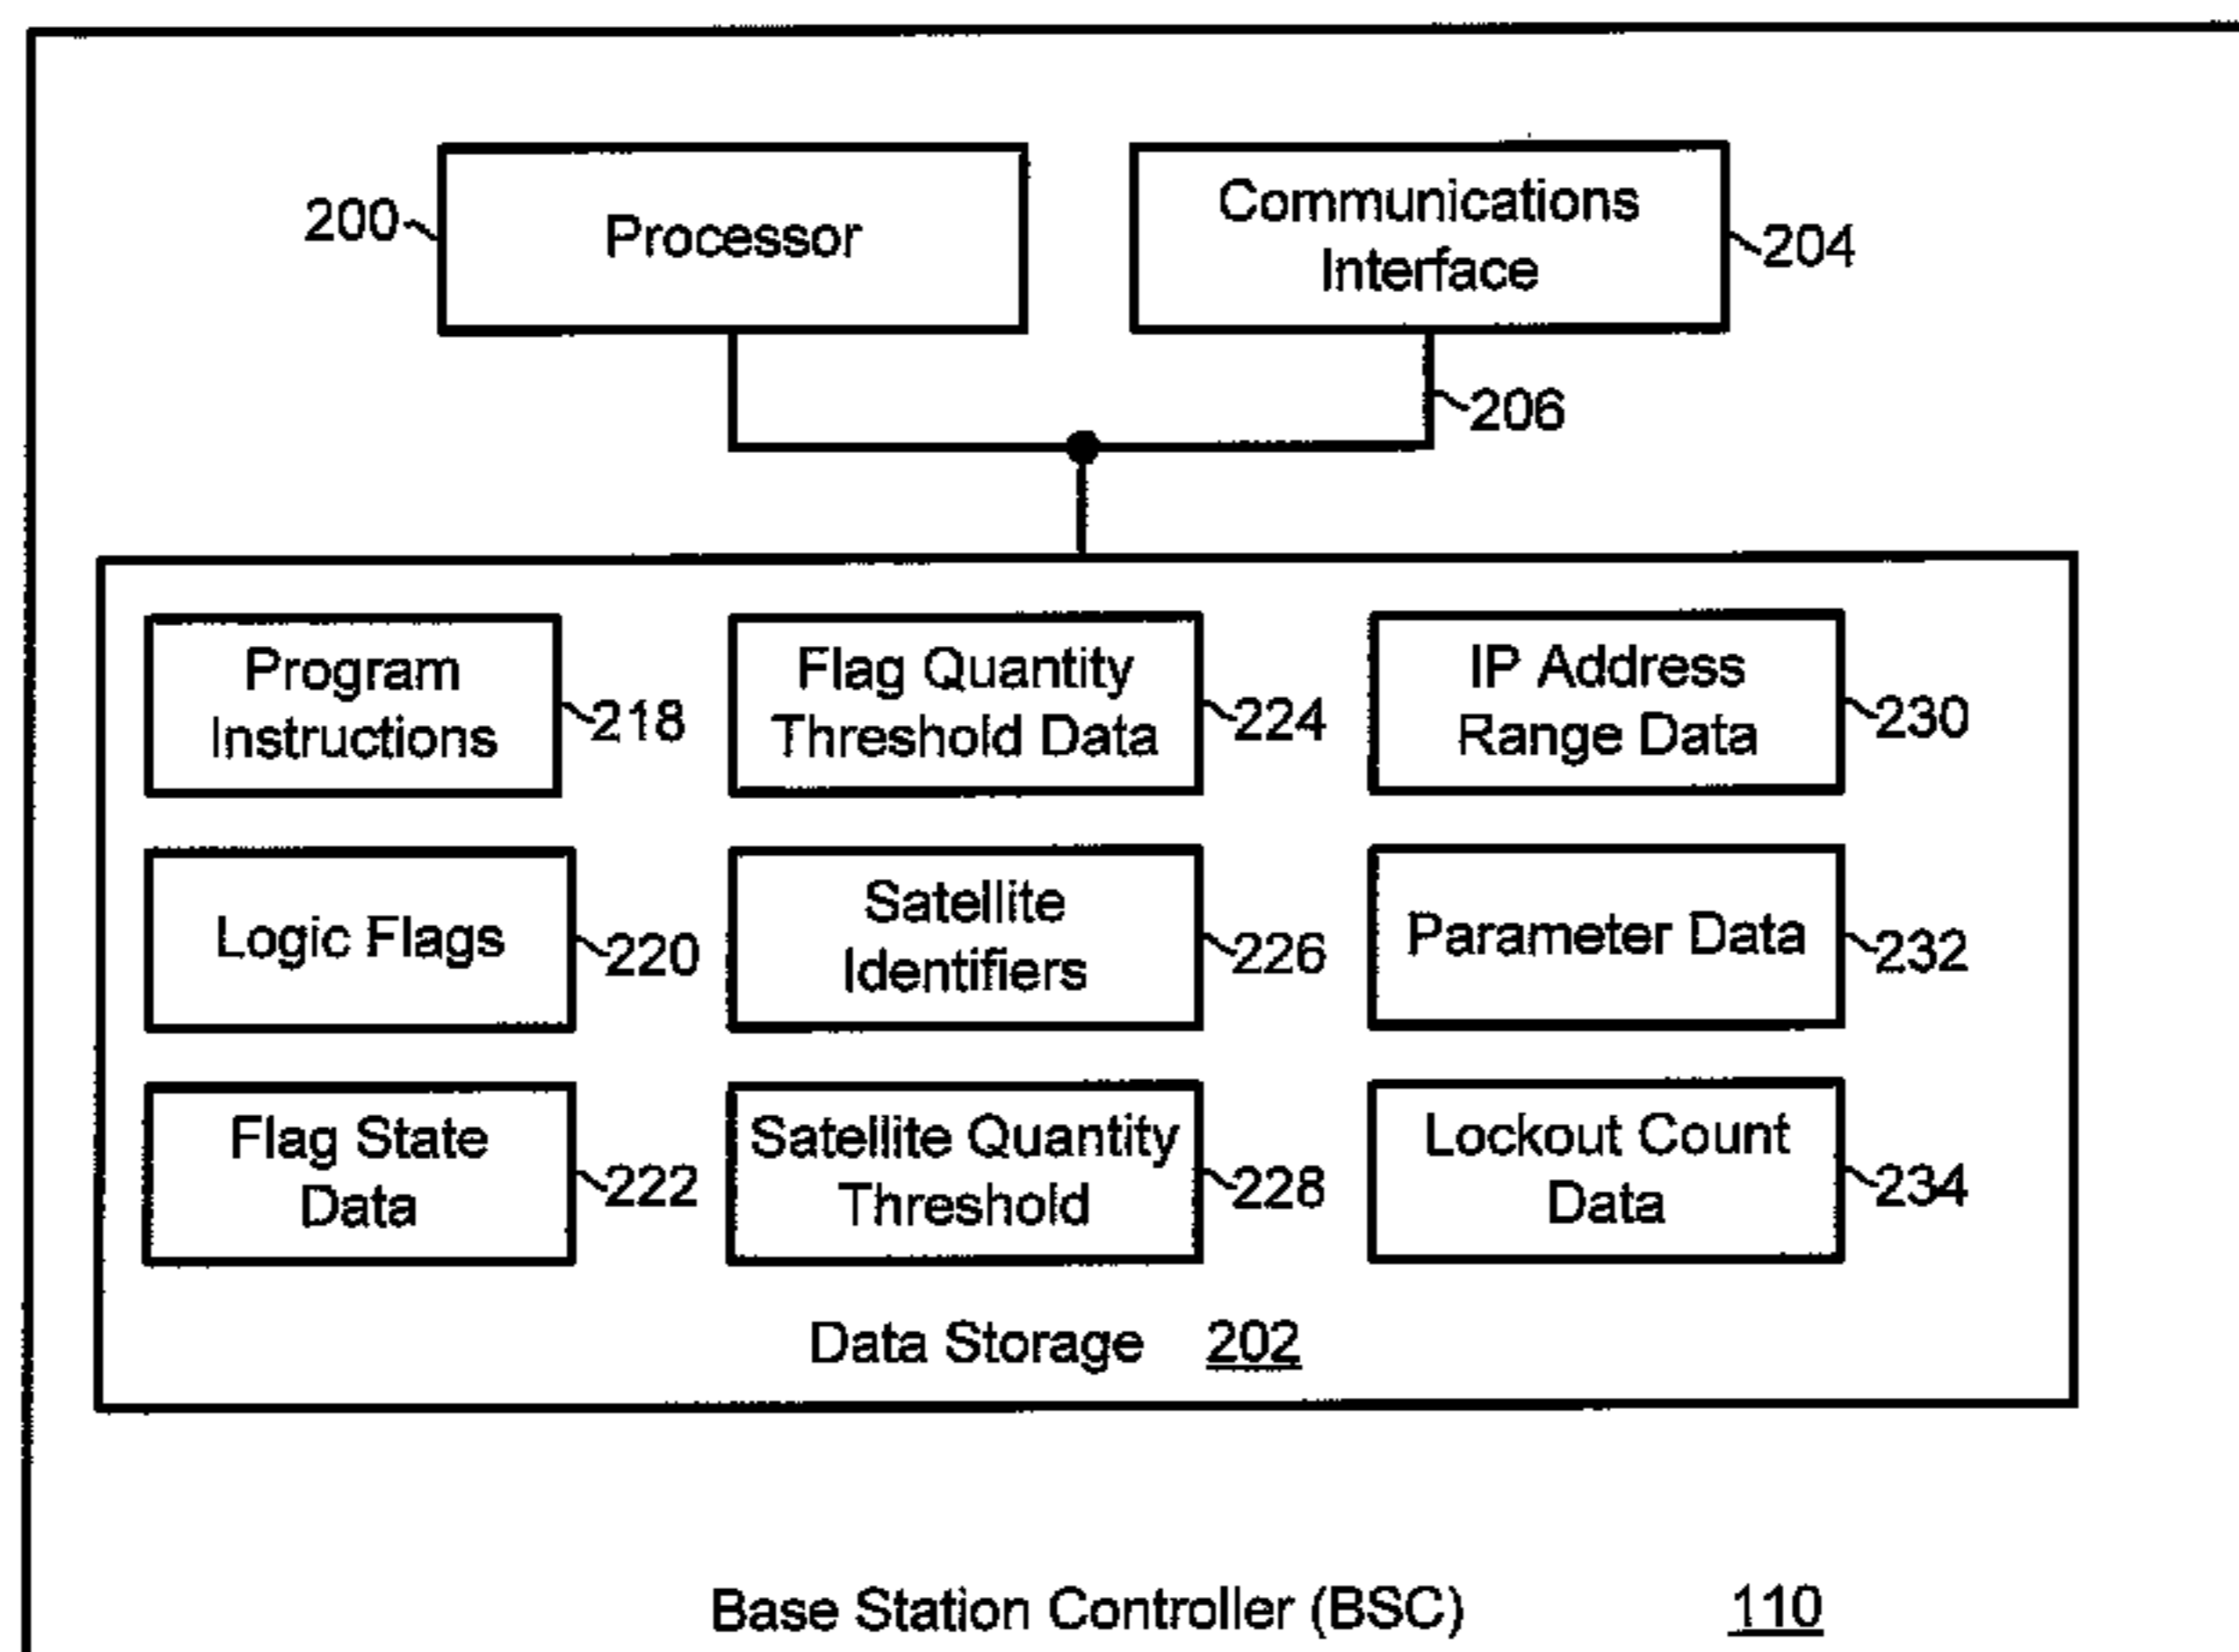 200
Processor
Communications
Interface
204
206
Program
Instructions
218
Flag Quantity
Threshold Data
224
IP Address
Range Data
230
Logic Flags
220
Satellite
Identifiers
226
Parameter Data
232
Flag State
Data
222
Satellite Quantity
Threshold
228
Lockout Count
Data
234
Data Storage 202
Base Station Controller (BSC) 110